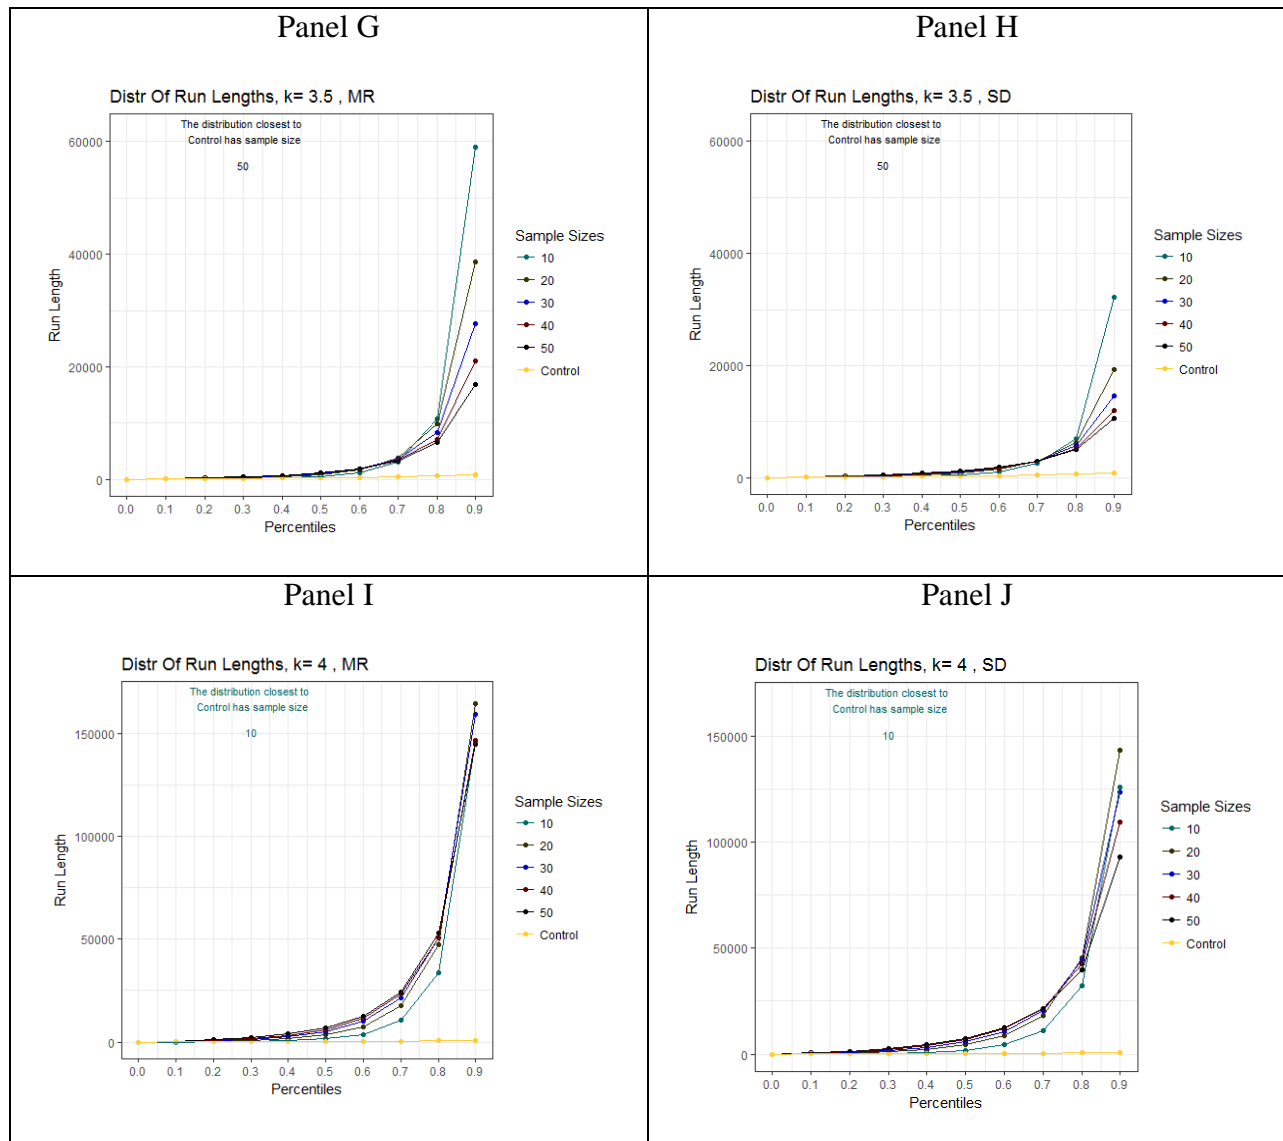 Panel G
Distr Of Run Lengths, k= 3.5 , MR
The distribution closest to
Control has sample size
50
60000
40000
20000
0
Run Length
0.0 0.1 0.2 0.3 0.4 0.5 0.6 0.7 0.8 0.9
Percentiles
Sample Sizes
10
20
30
40
50
Control
Panel H
Distr Of Run Lengths, k= 3.5 , SD
The distribution closest to
Control has sample size
50
60000
40000
20000
0
Run Length
0.0 0.1 0.2 0.3 0.4 0.5 0.6 0.7 0.8 0.9
Percentiles
Sample Sizes
10
20
30
40
50
Control
Panel I
Distr Of Run Lengths, k= 4 , MR
The distribution closest to
Control has sample size
10
150000
100000
50000
0
Run Length
0.0 0.1 0.2 0.3 0.4 0.5 0.6 0.7 0.8 0.9
Percentiles
Sample Sizes
10
20
30
40
50
Control
Panel J
Distr Of Run Lengths, k= 4 , SD
The distribution closest to
Control has sample size
10
150000
100000
50000
0
Run Length
0.0 0.1 0.2 0.3 0.4 0.5 0.6 0.7 0.8 0.9
Percentiles
Sample Sizes
10
20
30
40
50
Control